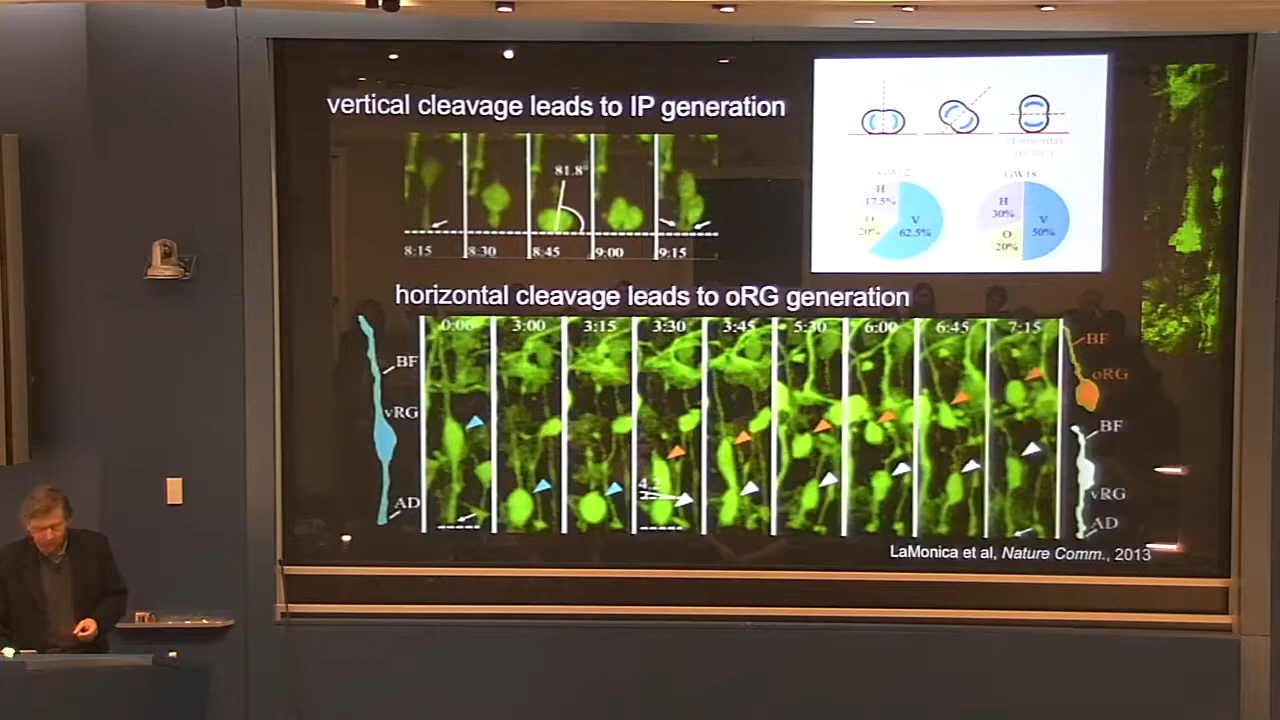 vertical cleavage leads to IP generation
81.8°
8:15 8:30 8:45 9:00 9:15
Horizontal
GW12 GW18
H
17.5%
O
20%
V
62.5%
H
30%
O
20%
V
50%
horizontal cleavage leads to oRG generation
0:00 3:00 3:15 3:30 3:45 5:30 6:00 6:45 7:15
BF
vRG
AD
BF
oRG
BF
vRG
AD
LaMonica et al, Nature Comm., 2013